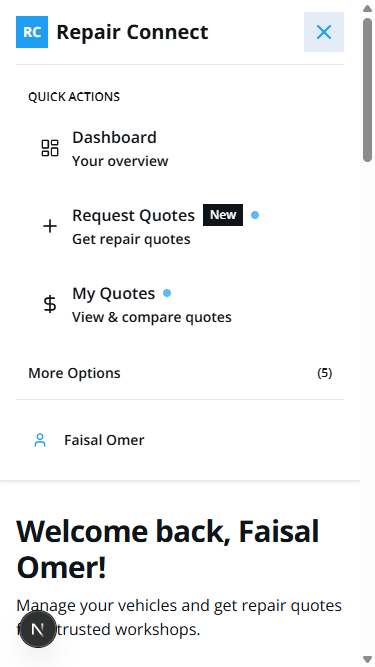 RC Repair Connect
QUICK ACTIONS
Dashboard
Your overview
Request Quotes New
Get repair quotes
My Quotes
View & compare quotes
More Options (5)
Faisal Omer
Welcome back, Faisal
Omer!
Manage your vehicles and get repair quotes
trusted workshops.
N